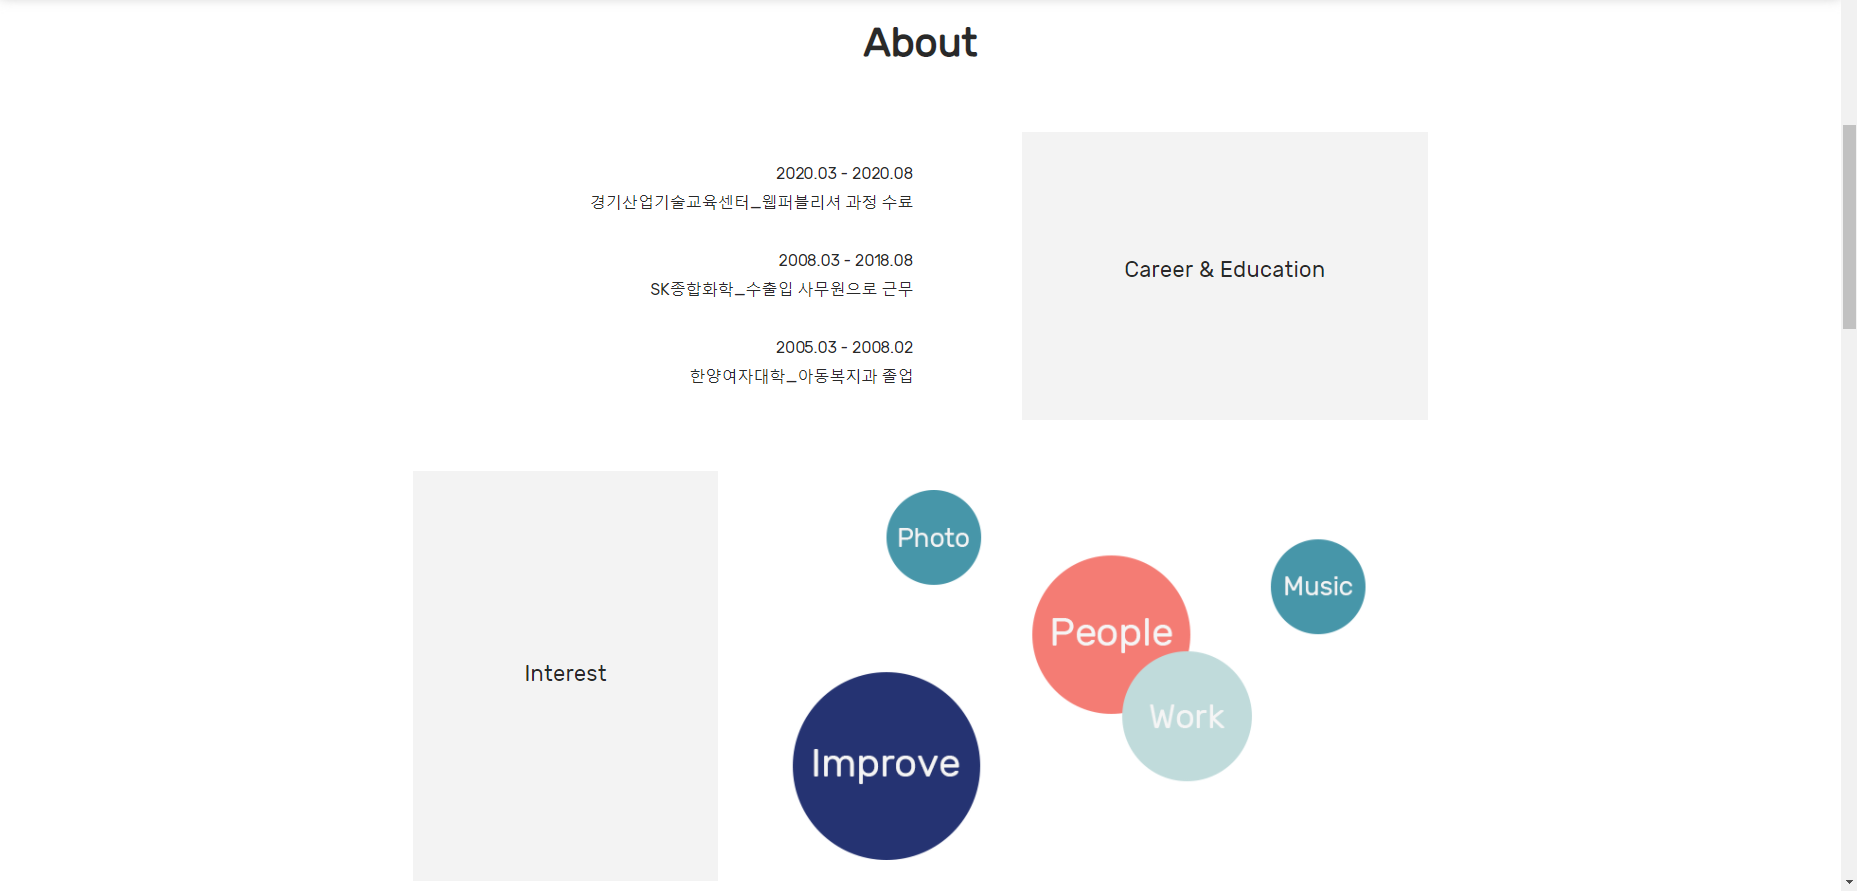 About
2020.03 - 2020.08
경기산업기술교육센터_웹퍼블리셔 과정 수료
2008.03 - 2018.08
SK종합화학_수출입 사무원으로 근무
2005.03 - 2008.02
한양여자대학_아동복지과 졸업
Career & Education
Interest
Photo
People
Music
Work
Improve